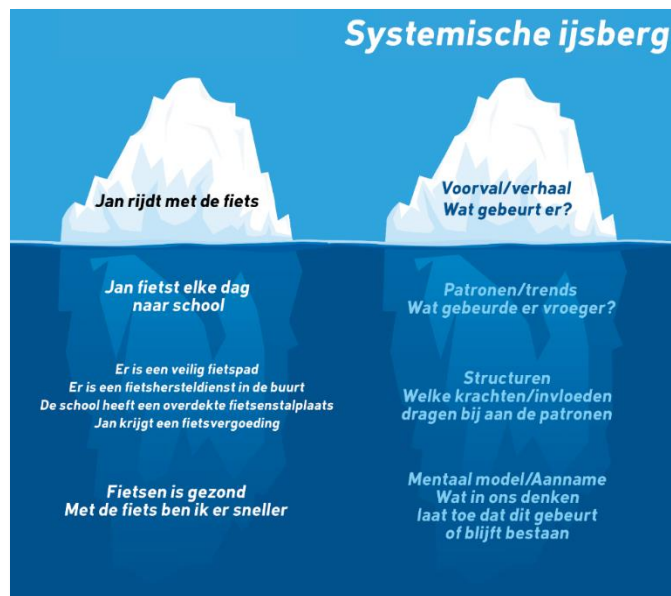 Systemische ijsberg
Jan rijdt met de fiets
Voorval/verhaal
Wat gebeurt er?
Jan fietst elke dag
naar school
Patronen/trends
Wat gebeurde er vroeger?
Er is een veilig fietspad
Er is een fietshersteldienst in de buurt
De school heeft een overdekte fietsenstalplaats
Jan krijgt een fietsvergoeding
Structuren
Welke krachten/invloeden
dragen bij aan de patronen
Fietsen is gezond
Met de fiets ben ik er sneller
Mentaal model/Aanname
Wat in ons denken
laat toe dat dit gebeurt
of blijft bestaan